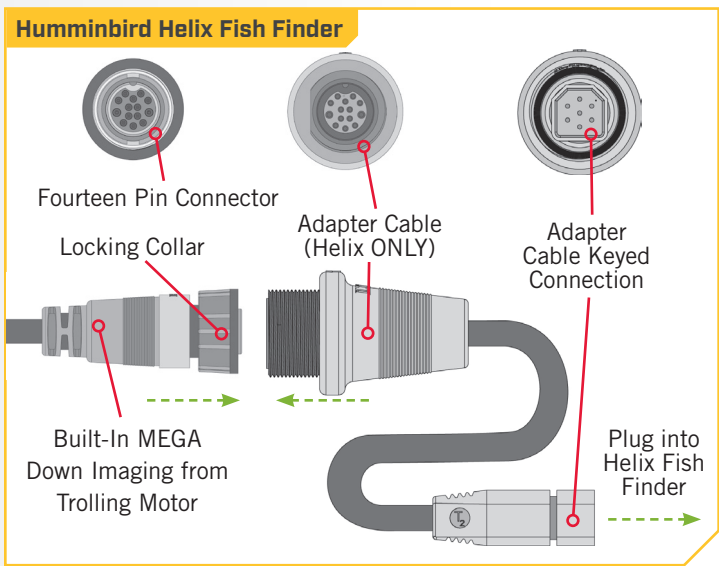 Humminbird Helix Fish Finder
Fourteen Pin Connector
Locking Collar
Adapter Cable
(Helix ONLY)
Adapter
Cable Keyed
Connection
Built-In MEGA
Down Imaging from
Trolling Motor
Plug into
Helix Fish
Finder
T2